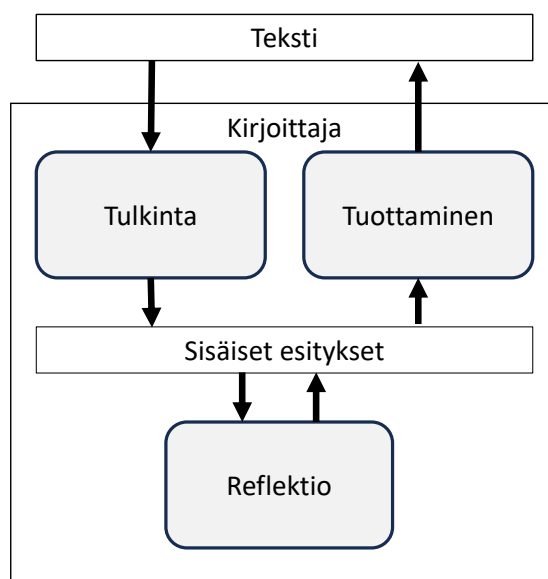 Teksti
Kirjoittaja
Tulkinta
Tuottaminen
Sisäiset esitykset
Reflektio